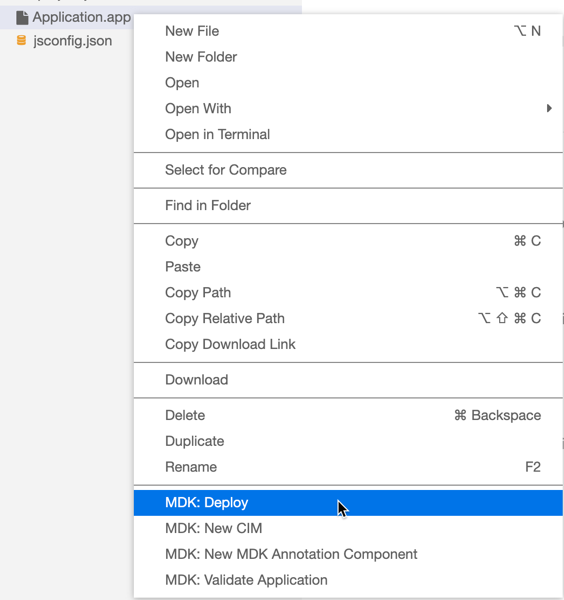 Application.app
jsconfig.json
New File ⌥ N
New Folder
Open
Open With
Open in Terminal
Select for Compare
Find in Folder
Copy ⌘ C
Paste
Copy Path ⌥ ⌘ C
Copy Relative Path ⌥ ⇧ ⌘ C
Copy Download Link
Download
Delete ⌘ Backspace
Duplicate
Rename F2
MDK: Deploy
MDK: New CIM
MDK: New MDK Annotation Component
MDK: Validate Application